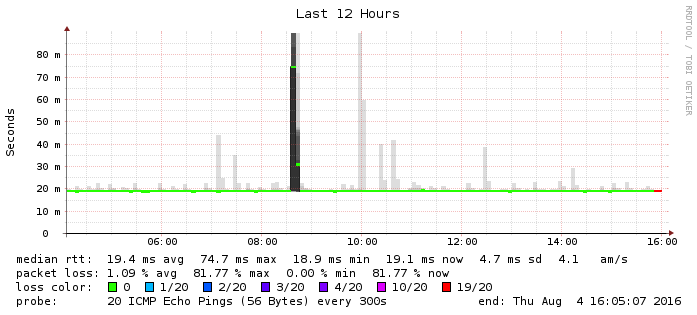 Last 12 Hours
RRDTOOL / TOBI OETIKER
Seconds
80 m
70 m
60 m
50 m
40 m
30 m
20 m
10 m
0
06:00 08:00 10:00 12:00 14:00 16:00
median rtt: 19.4 ms avg 74.7 ms max 18.9 ms min 19.1 ms now 4.7 ms sd 4.1 am/s
packet loss: 1.09 % avg 81.77 % max 0.00 % min 81.77 % now
loss color: 0 1/20 2/20 3/20 4/20 10/20 19/20
probe: 20 ICMP Echo Pings (56 Bytes) every 300s end: Thu Aug 4 16:05:07 2016